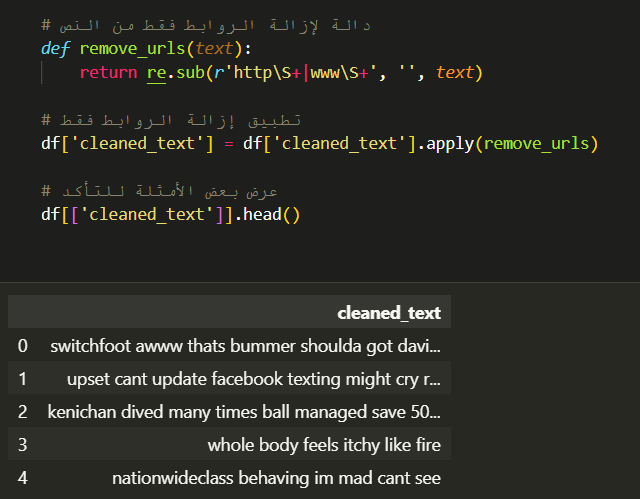 # دالة لإزالة الروابط فقط من النص
def remove_urls(text):
    return re.sub(r'http\S+|www\S+', '', text)
# تطبيق إزالة الروابط فقط
df['cleaned_text'] = df['cleaned_text'].apply(remove_urls)
# عرض بعض الأمثلة للتأكد
df[['cleaned_text']].head()
cleaned_text
0 switchfoot awww thats bummer shoulda got davi...
1 upset cant update facebook texting might cry r...
2 kenichan dived many times ball managed save 50...
3 whole body feels itchy like fire
4 nationwideclass behaving im mad cant see